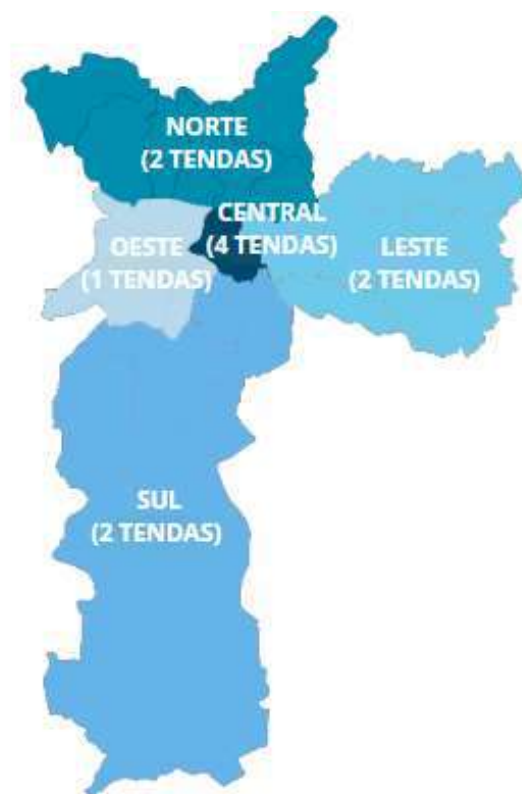 NORTE
(2 TENDAS)
CENTRAL
(4 TENDAS)
OESTE
(1 TENDAS)
LESTE
(2 TENDAS)
SUL
(2 TENDAS)